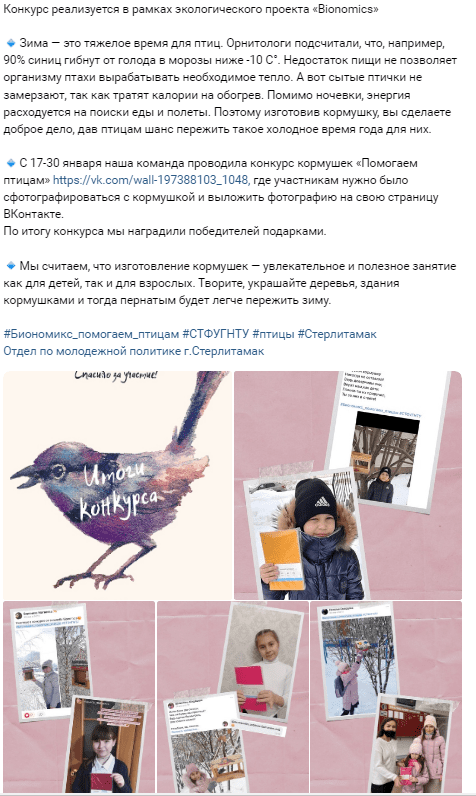 Конкурс реализуется в рамках экологического проекта «Bionomics»
Зима — это тяжелое время для птиц. Орнитологи подсчитали, что, например,
90% синиц гибнут от голода в морозы ниже -10 С°. Недостаток пищи не позволяет
организму птахи вырабатывать необходимое тепло. А вот сытые птички не
замерзают, так как тратят калории на обогрев. Помимо ночевки, энергия
расходуется на поиски еды и полеты. Поэтому изготовив кормушку, вы сделаете
доброе дело, дав птицам шанс пережить такое холодное время года для них.
С 17-30 января наша команда проводила конкурс кормушек «Помогаем
птицам» https://vk.com/wall-197388103_1048, где участникам нужно было
сфотографироваться с кормушкой и выложить фотографию на свою страницу
ВКонтакте.
По итогу конкурса мы наградили победителей подарками.
Мы считаем, что изготовление кормушек — увлекательное и полезное занятие
как для детей, так и для взрослых. Творите, украшайте деревья, здания
кормушками и тогда пернатым будет легче пережить зиму.
#Биономикс_помогаем_птицам #СТФУГНТУ #птицы #Стерлитамак
Отдел по молодежной политике г.Стерлитамак
Спасибо за участие!
Итоги
конкурса
adidas